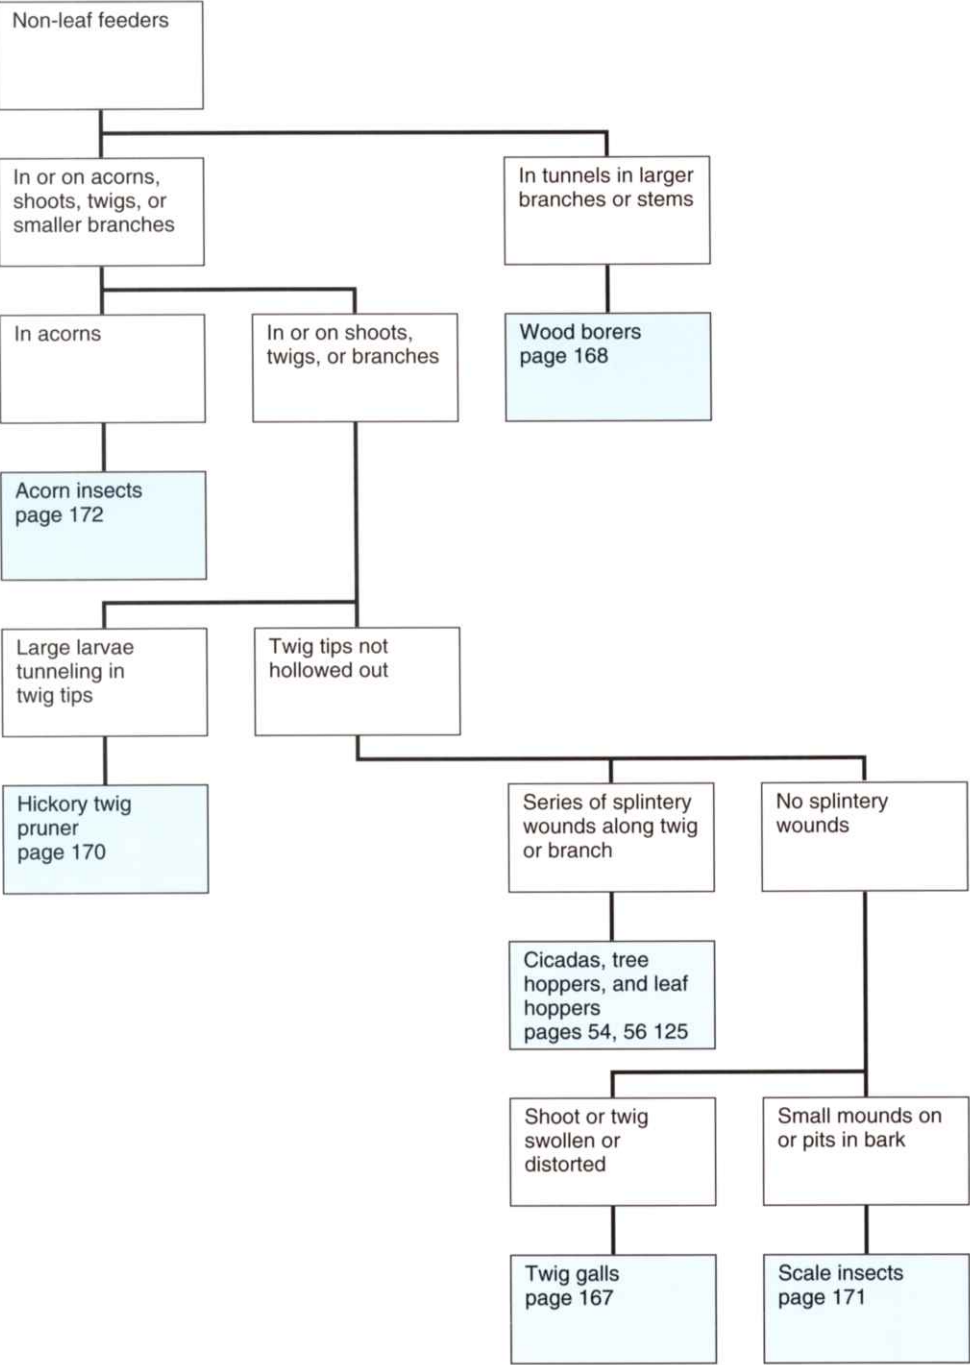 Non-leaf feeders
In or on acorns,
shoots, twigs, or
smaller branches
In tunnels in larger
branches or stems
In acorns
In or on shoots,
twigs, or branches
Wood borers
page 168
Acorn insects
page 172
Large larvae
tunneling in
twig tips
Twig tips not
hollowed out
Hickory twig
pruner
page 170
Series of splintery
wounds along twig
or branch
No splintery
wounds
Cicadas, tree
hoppers, and leaf
hoppers
pages 54, 56 125
Shoot or twig
swollen or
distorted
Small mounds on
or pits in bark
Twig galls
page 167
Scale insects
page 171